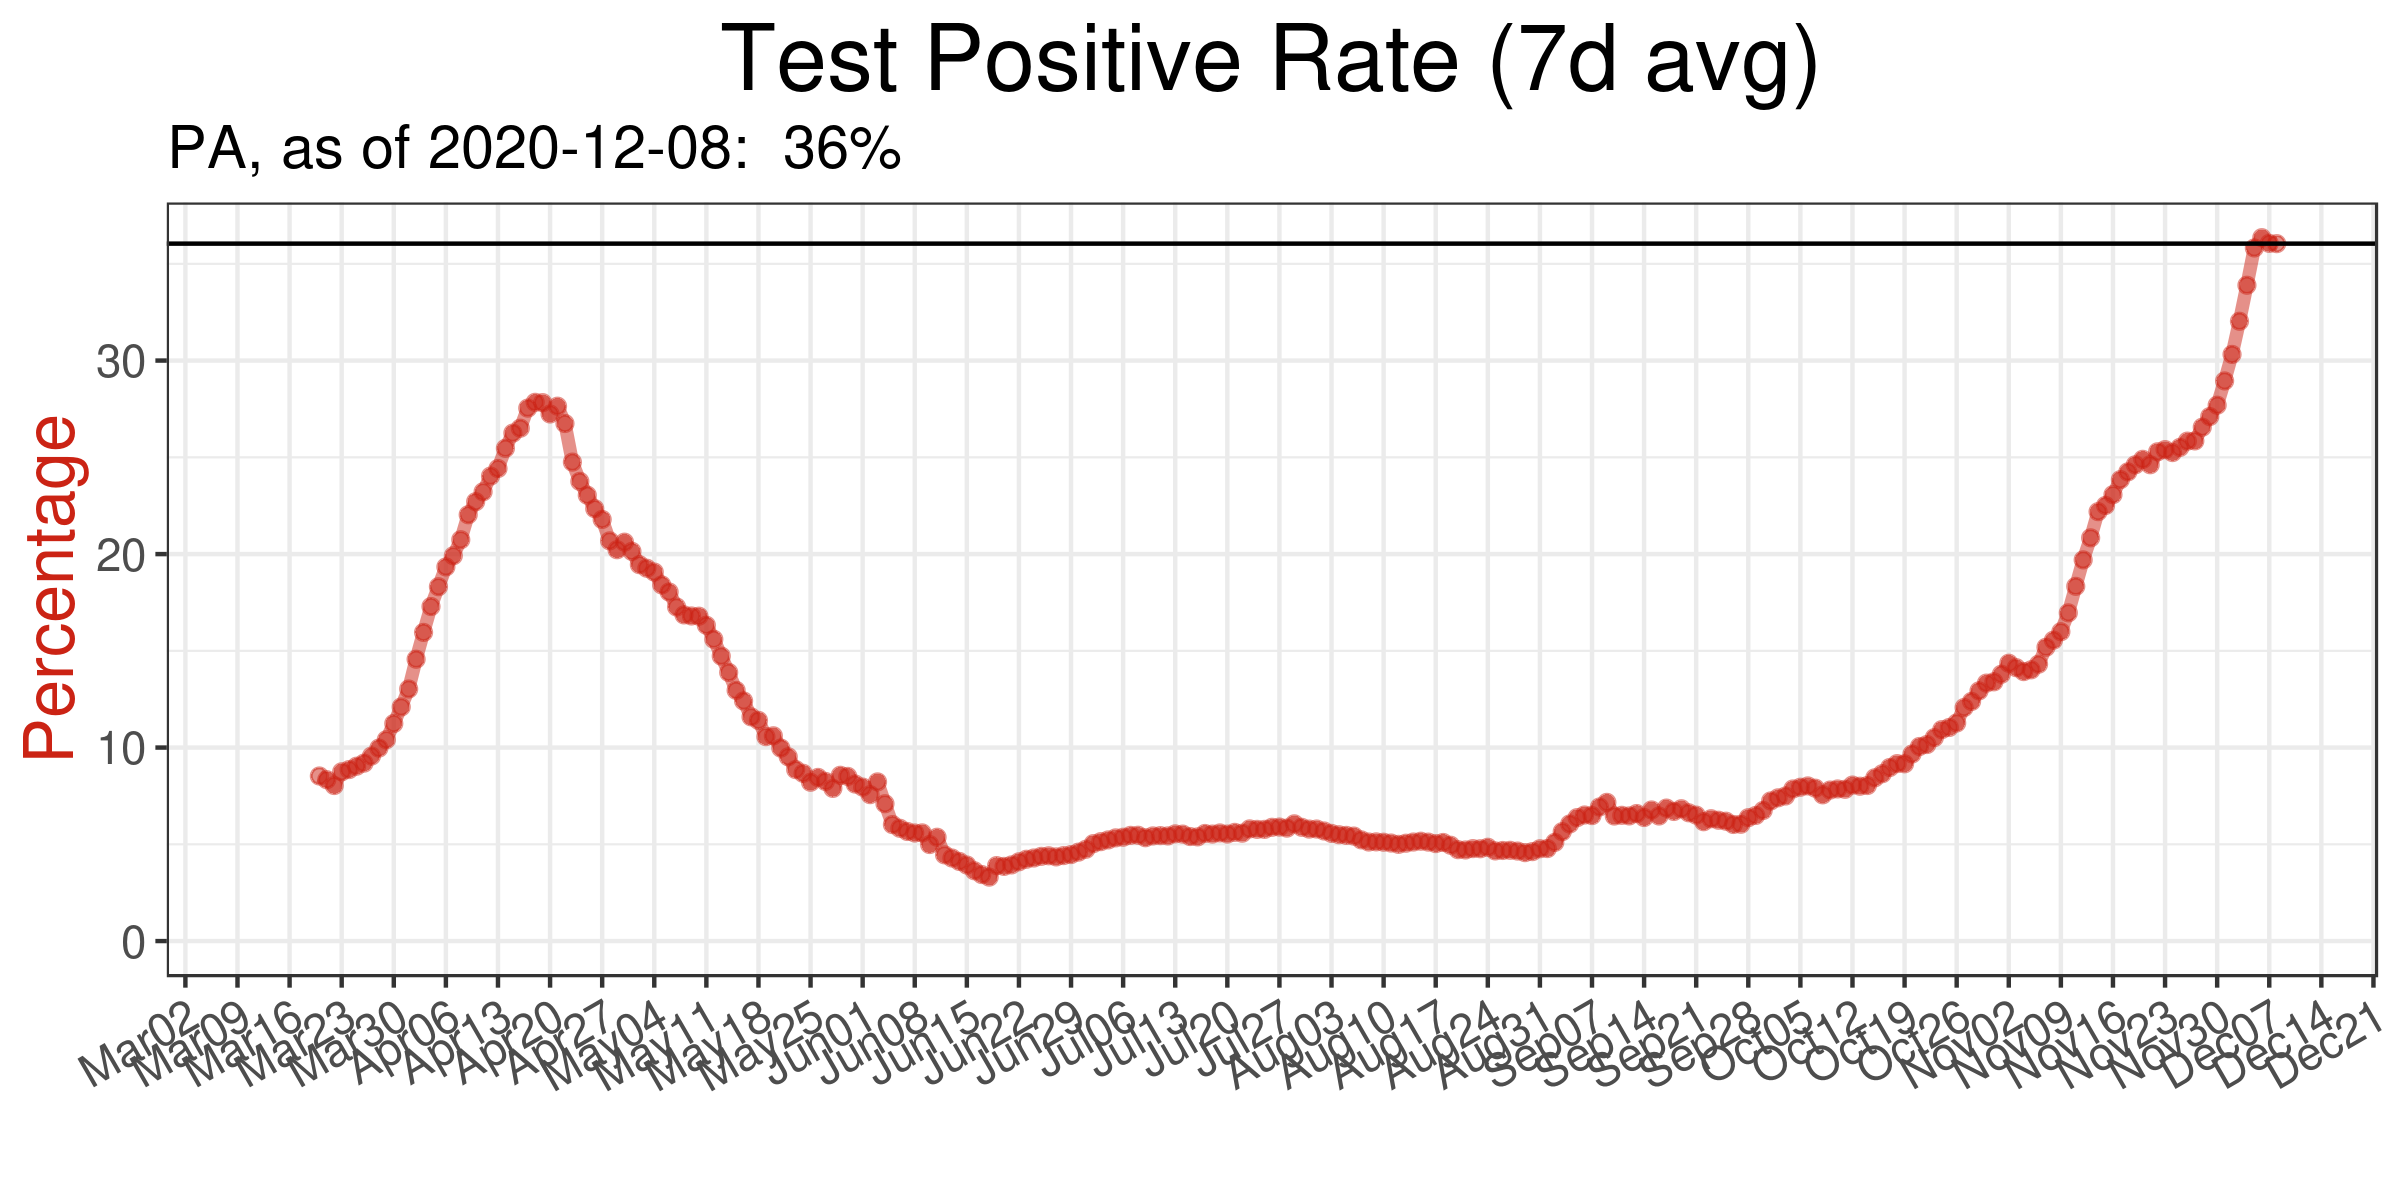 Test Positive Rate (7d avg)
PA, as of 2020-12-08:  36%
Percentage
30
20
10
0
Mar02
Mar09
Mar16
Mar23
Mar30
Apr06
Apr13
Apr20
Apr27
May04
May11
May18
May25
Jun01
Jun08
Jun15
Jun22
Jun29
Jul06
Jul13
Jul20
Jul27
Aug03
Aug10
Aug17
Aug24
Aug31
Sep07
Sep14
Sep21
Sep28
Oct05
Oct12
Oct19
Oct26
Nov02
Nov09
Nov16
Nov23
Nov30
Dec07
Dec14
Dec21